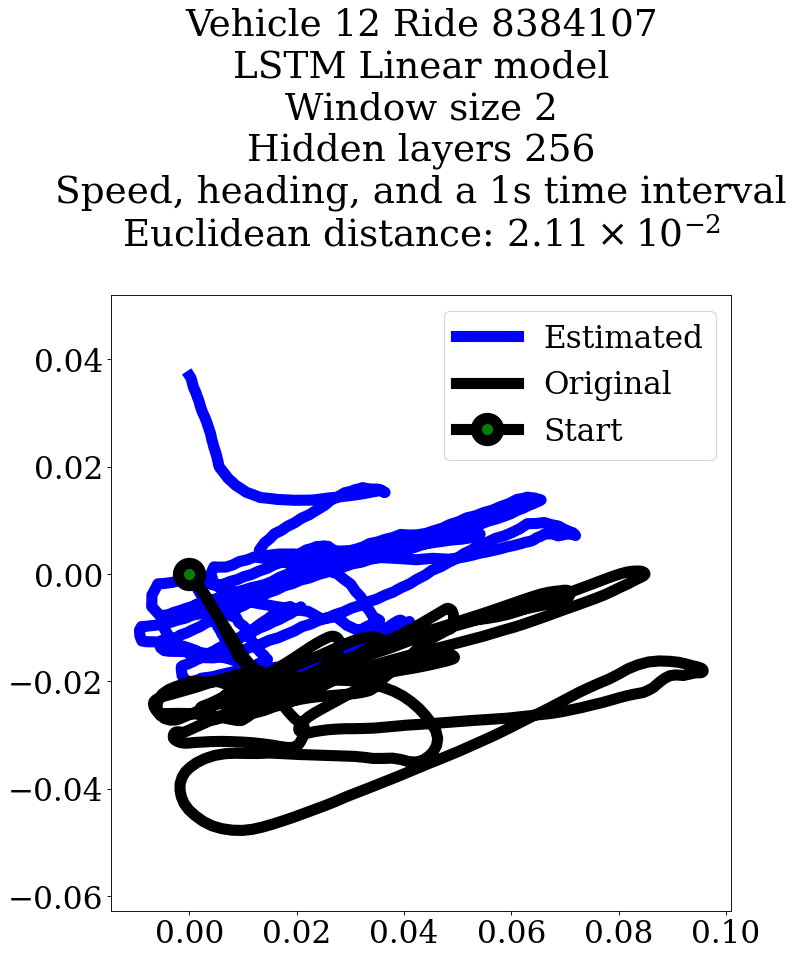 Vehicle 12 Ride 8384107
LSTM Linear model
Window size 2
Hidden layers 256
Speed, heading, and a 1s time interval
Euclidean distance: 2.11 × 10⁻²
Estimated
Original
Start
0.04
0.02
0.00
−0.02
−0.04
−0.06
0.00 0.02 0.04 0.06 0.08 0.10